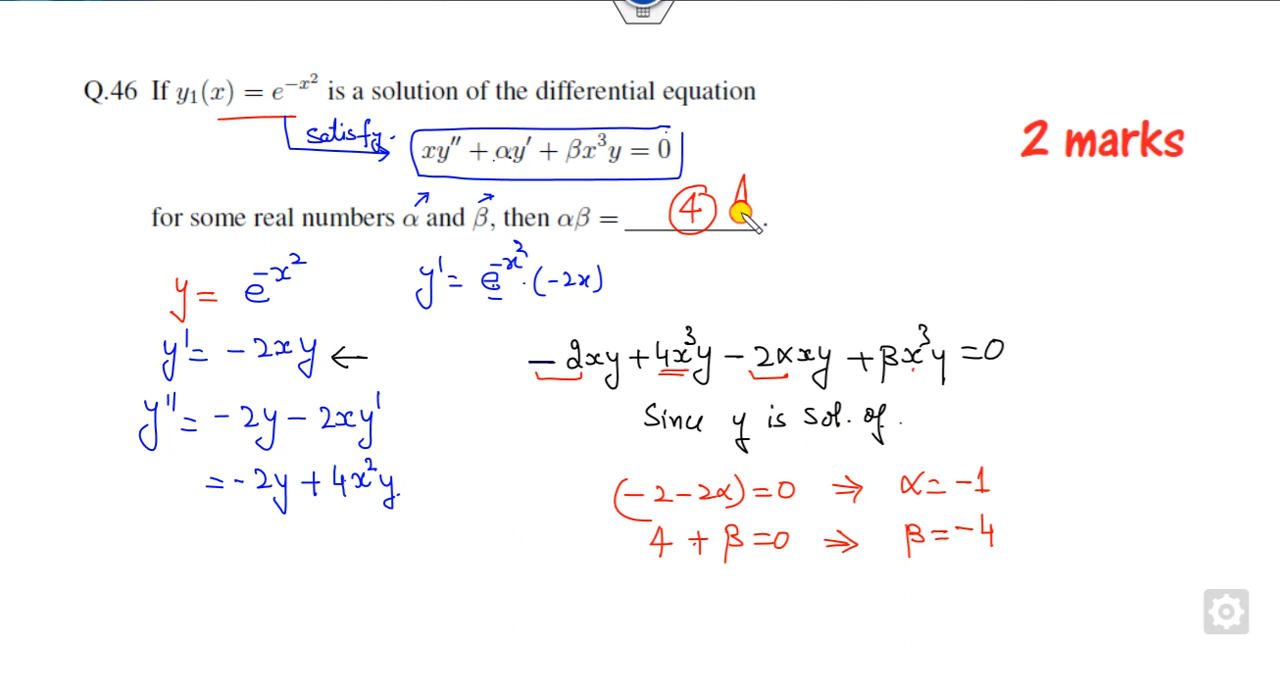 Q.46 If y₁(x) = e^{-x²} is a solution of the differential equation
satisfy.
xy″ + αy′ + βx³y = 0
2 marks
for some real numbers α and β, then αβ = ____ 4 A .
y = e^{-x²}
y' = e^{-x²}·(-2x)
y' = -2xy ←
y'' = -2y - 2xy'
= -2y + 4x²y.
-2xy + 4x³y - 2αxy + βx³y = 0
Since y is sol. of.
(-2-2α) = 0 ⇒ α = -1
4 + β = 0 ⇒ β = -4